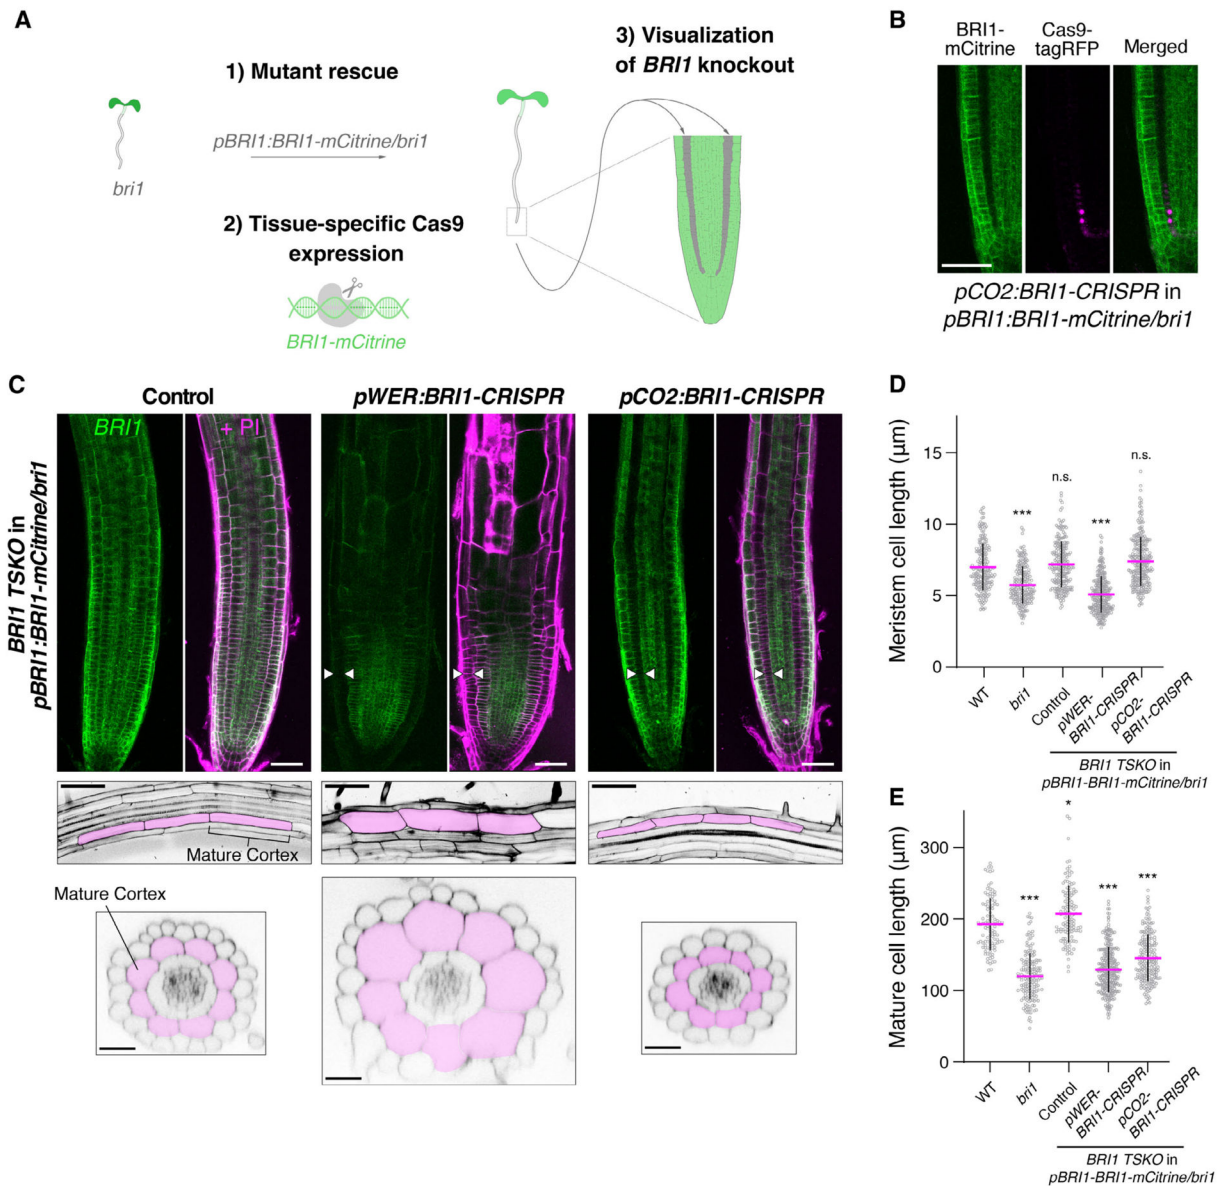 A
1) Mutant rescue
pBRI1:BRI1-mCitrine/bri1
bri1
2) Tissue-specific Cas9
expression
BRI1-mCitrine
3) Visualization
of BRI1 knockout
B
BRI1-
mCitrine
Cas9-
tagRFP
Merged
pCO2:BRI1-CRISPR in
pBRI1:BRI1-mCitrine/bri1
C
Control
pWER:BRI1-CRISPR
pCO2:BRI1-CRISPR
BRI1 TSKO in
pBRI1:BRI1-mCitrine/bri1
BRI1
+ PI
Mature Cortex
Mature Cortex
D
Meristem cell length (µm)
15
10
5
0
***
n.s.
***
n.s.
WT
bri1
Control
pWER-
BRI1-CRISPR
pCO2-
BRI1-CRISPR
BRI1 TSKO in
pBRI1-BRI1-mCitrine/bri1
E
Mature cell length (µm)
300
200
100
0
***
*
***
***
WT
bri1
Control
pWER-
BRI1-CRISPR
pCO2-
BRI1-CRISPR
BRI1 TSKO in
pBRI1-BRI1-mCitrine/bri1